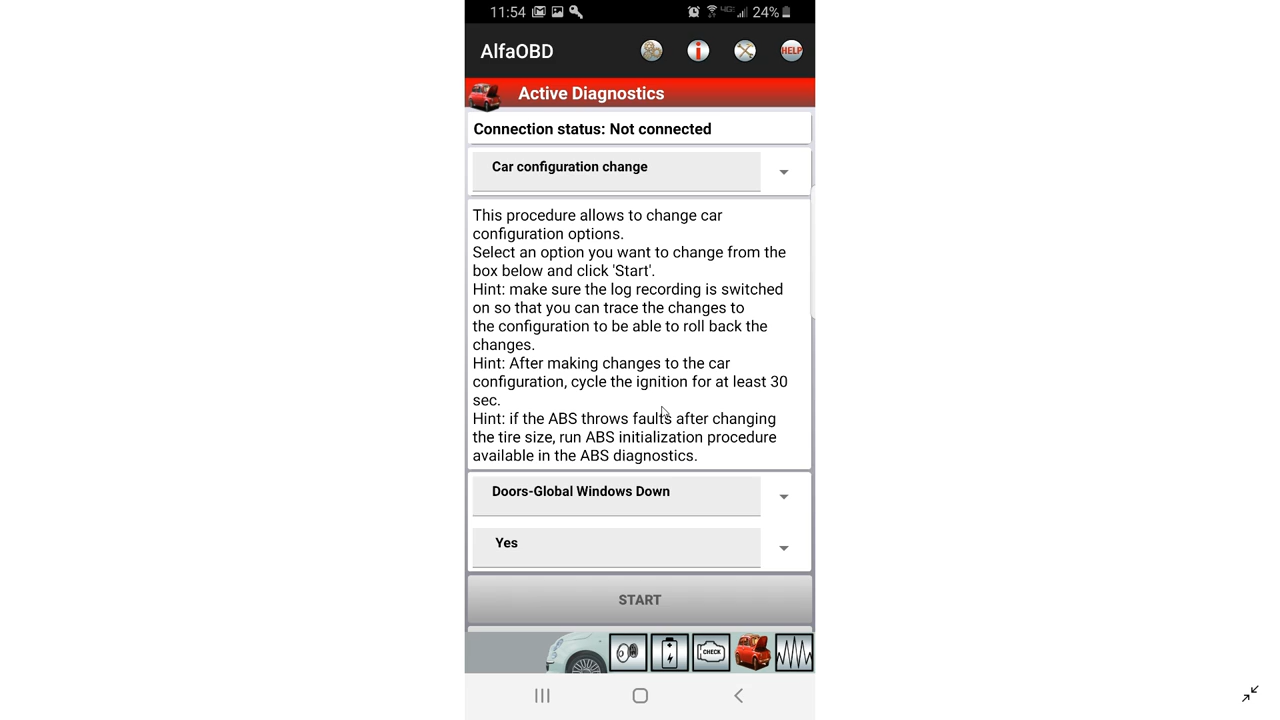 11:54 4G 24%
AlfaOBD HELP
Active Diagnostics
Connection status: Not connected
Car configuration change
This procedure allows to change car
configuration options.
Select an option you want to change from the
box below and click 'Start'.
Hint: make sure the log recording is switched
on so that you can trace the changes to
the configuration to be able to roll back the
changes.
Hint: After making changes to the car
configuration, cycle the ignition for at least 30
sec.
Hint: if the ABS throws faults after changing
the tire size, run ABS initialization procedure
available in the ABS diagnostics.
Doors-Global Windows Down
Yes
START
CHECK